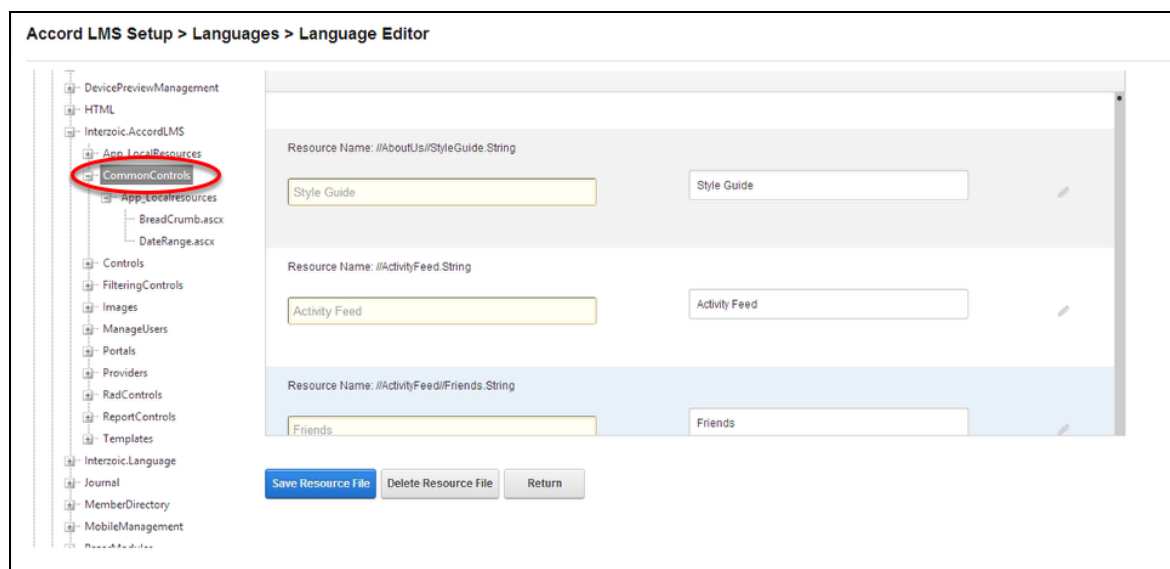 Accord LMS Setup > Languages > Language Editor
DevicePreviewManagement
HTML
Interzoic.AccordLMS
App_LocalResources
CommonControls
App_Localresources
BreadCrumb.ascx
DateRange.ascx
Controls
FilteringControls
Images
ManageUsers
Portals
Providers
RadControls
ReportControls
Templates
Interzoic.Language
Journal
MemberDirectory
MobileManagement
Resource Name: //AboutUs//StyleGuide.String
Style Guide
Style Guide
Resource Name: //ActivityFeed.String
Activity Feed
Activity Feed
Resource Name: //ActivityFeed//Friends.String
Friends
Friends
Save Resource File
Delete Resource File
Return